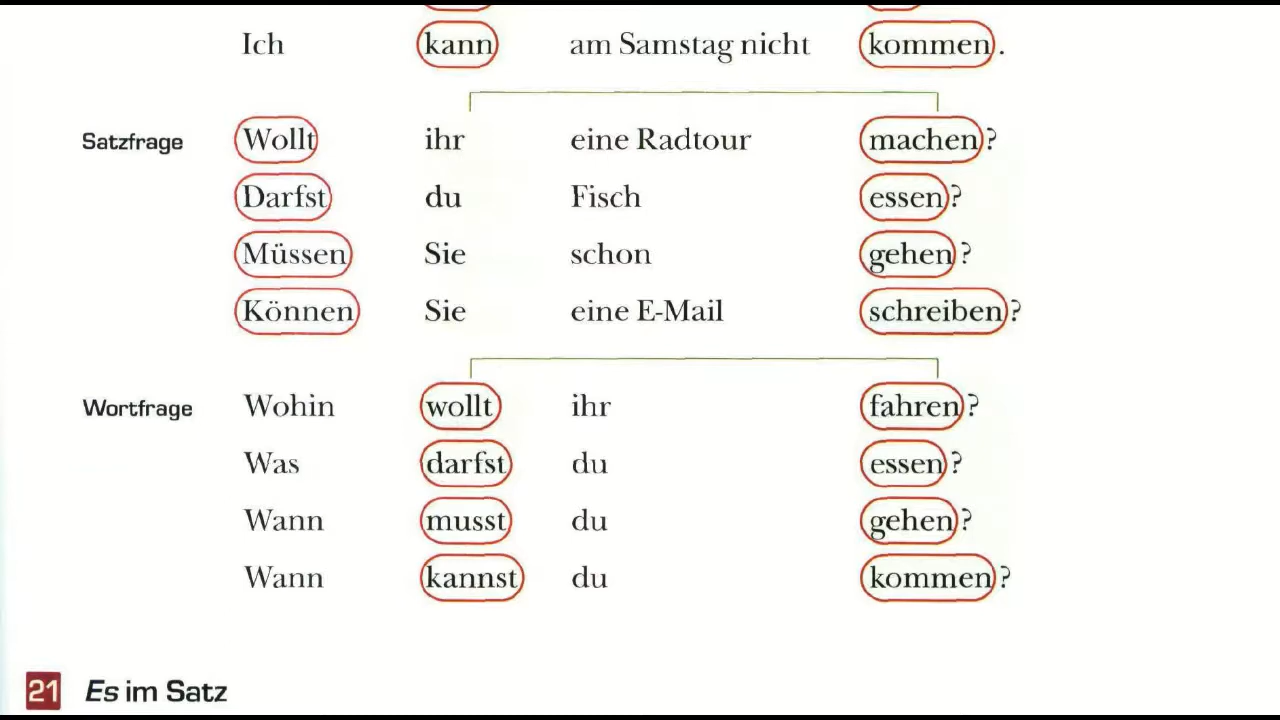 Ich kann am Samstag nicht kommen.
Satzfrage Wollt ihr eine Radtour machen?
Darfst du Fisch essen?
Müssen Sie schon gehen?
Können Sie eine E-Mail schreiben?
Wortfrage Wohin wollt ihr fahren?
Was darfst du essen?
Wann musst du gehen?
Wann kannst du kommen?
21 Es im Satz